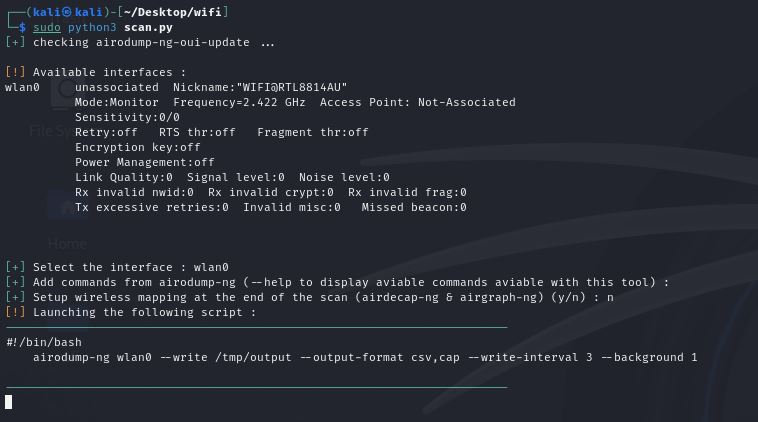 ┌──(kali㉿kali)-[~/Desktop/wifi]
└─$ sudo python3 scan.py
[+] checking airodump-ng-oui-update ...
[!] Available interfaces :
wlan0     unassociated  Nickname:"WIFI@RTL8814AU"
          Mode:Monitor  Frequency=2.422 GHz  Access Point: Not-Associated
          Sensitivity:0/0
          Retry:off   RTS thr:off   Fragment thr:off
          Encryption key:off
          Power Management:off
          Link Quality:0  Signal level:0  Noise level:0
          Rx invalid nwid:0  Rx invalid crypt:0  Rx invalid frag:0
          Tx excessive retries:0  Invalid misc:0   Missed beacon:0
[+] Select the interface : wlan0
[+] Add commands from airodump-ng (--help to display aviable commands aviable with this tool) :
[+] Setup wireless mapping at the end of the scan (airdecap-ng & airgraph-ng) (y/n) : n
[!] Launching the following script :
#!/bin/bash
    airodump-ng wlan0 --write /tmp/output --output-format csv,cap --write-interval 3 --background 1
File Sys
Home